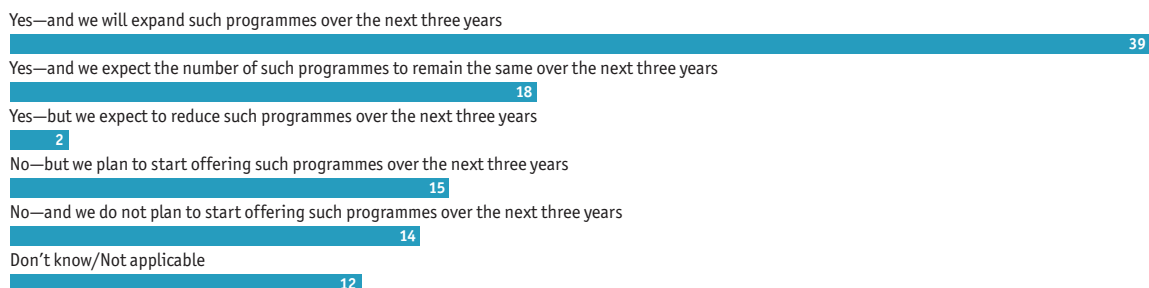 Yes—and we will expand such programmes over the next three years
39
Yes—and we expect the number of such programmes to remain the same over the next three years
18
Yes—but we expect to reduce such programmes over the next three years
2
No—but we plan to start offering such programmes over the next three years
15
No—and we do not plan to start offering such programmes over the next three years
14
Don’t know/Not applicable
12